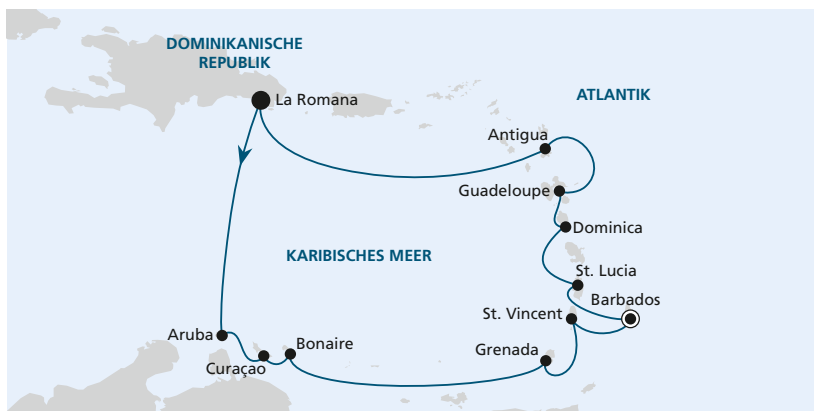 DOMINIKANISCHE
REPUBLIK
ATLANTIK
La Romana
Antigua
Guadeloupe
Dominica
KARIBISCHES MEER
St. Lucia
Barbados
St. Vincent
Aruba
Bonaire
Grenada
Curaçao